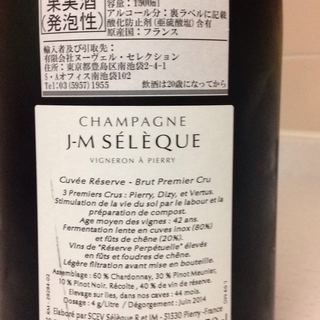 果実酒
(発泡性)
容量：1500ml
アルコール分：裏ラベルに記載
酸化防止剤(亜硫酸塩)含有
原産国：フランス
輸入者及び引取先：
有限会社ヌーヴェル・セレクション
住所：東京都豊島区南池袋2-4-1
S・Aオフィス南池袋102
Tel:03(5957)1955
飲酒は20歳になってから
CHAMPAGNE
J-M SÉLÈQUE
VIGNERON À PIERRY
Cuvée Réserve - Brut Premier Cru
3 Premiers Crus : Pierry, Dizy, et Vertus.
Stimulation de la vie du sol par le labour et la
préparation de compost.
Age moyen des vignes : 42 ans.
Fermentation lente en cuves inox (80%)
et fûts de chêne (20%).
Vins de "Réserve Perpétuelle" élevés
en fûts et foudres de chêne.
Légère filtration avant mise en bouteille.
Assemblage : 60 % Chardonnay, 30 % Pinot Meunier,
10 % Pinot Noir. Récolte , 40 % de vin de réserve.
Elevage sur lies, dans nos caves : 44 mois.
Dosage : 4 g/Litre / Dégorgement : Juin 2014
Elaboré par SCEV Sélèque R et JM - 51530 Pierry-France